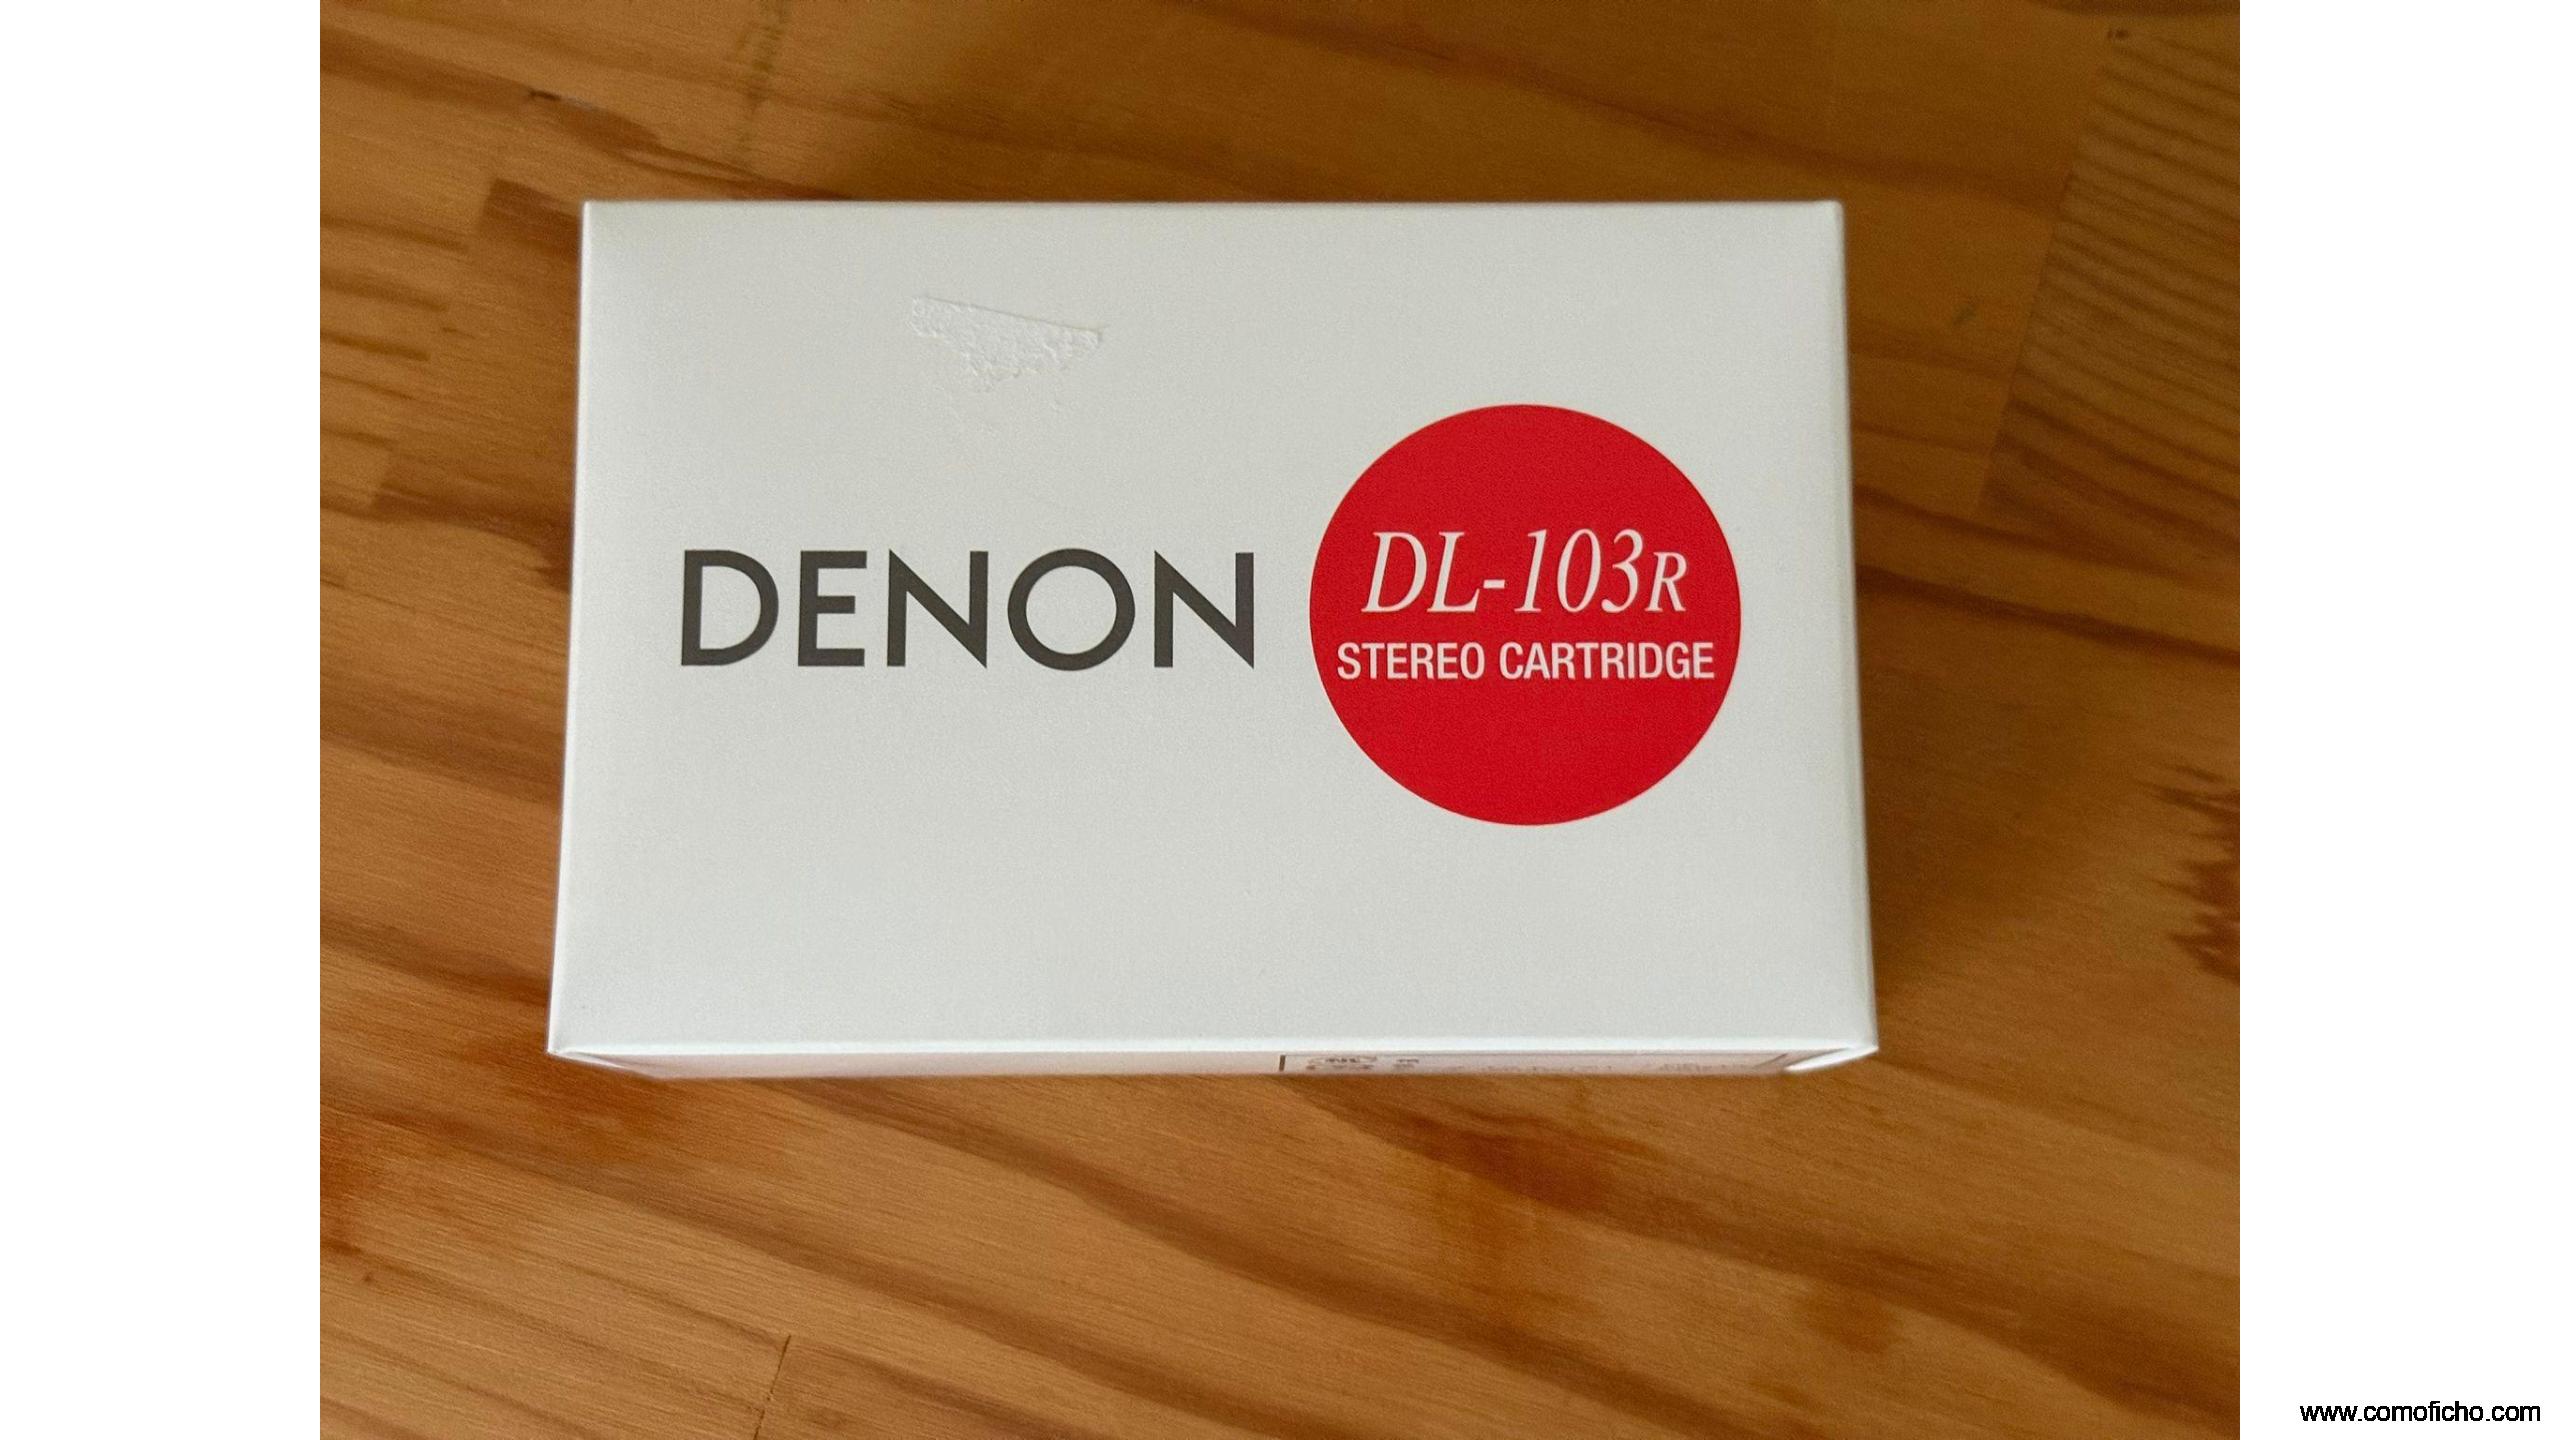 DENON
DL-103R
STEREO CARTRIDGE
www.comoficho.com